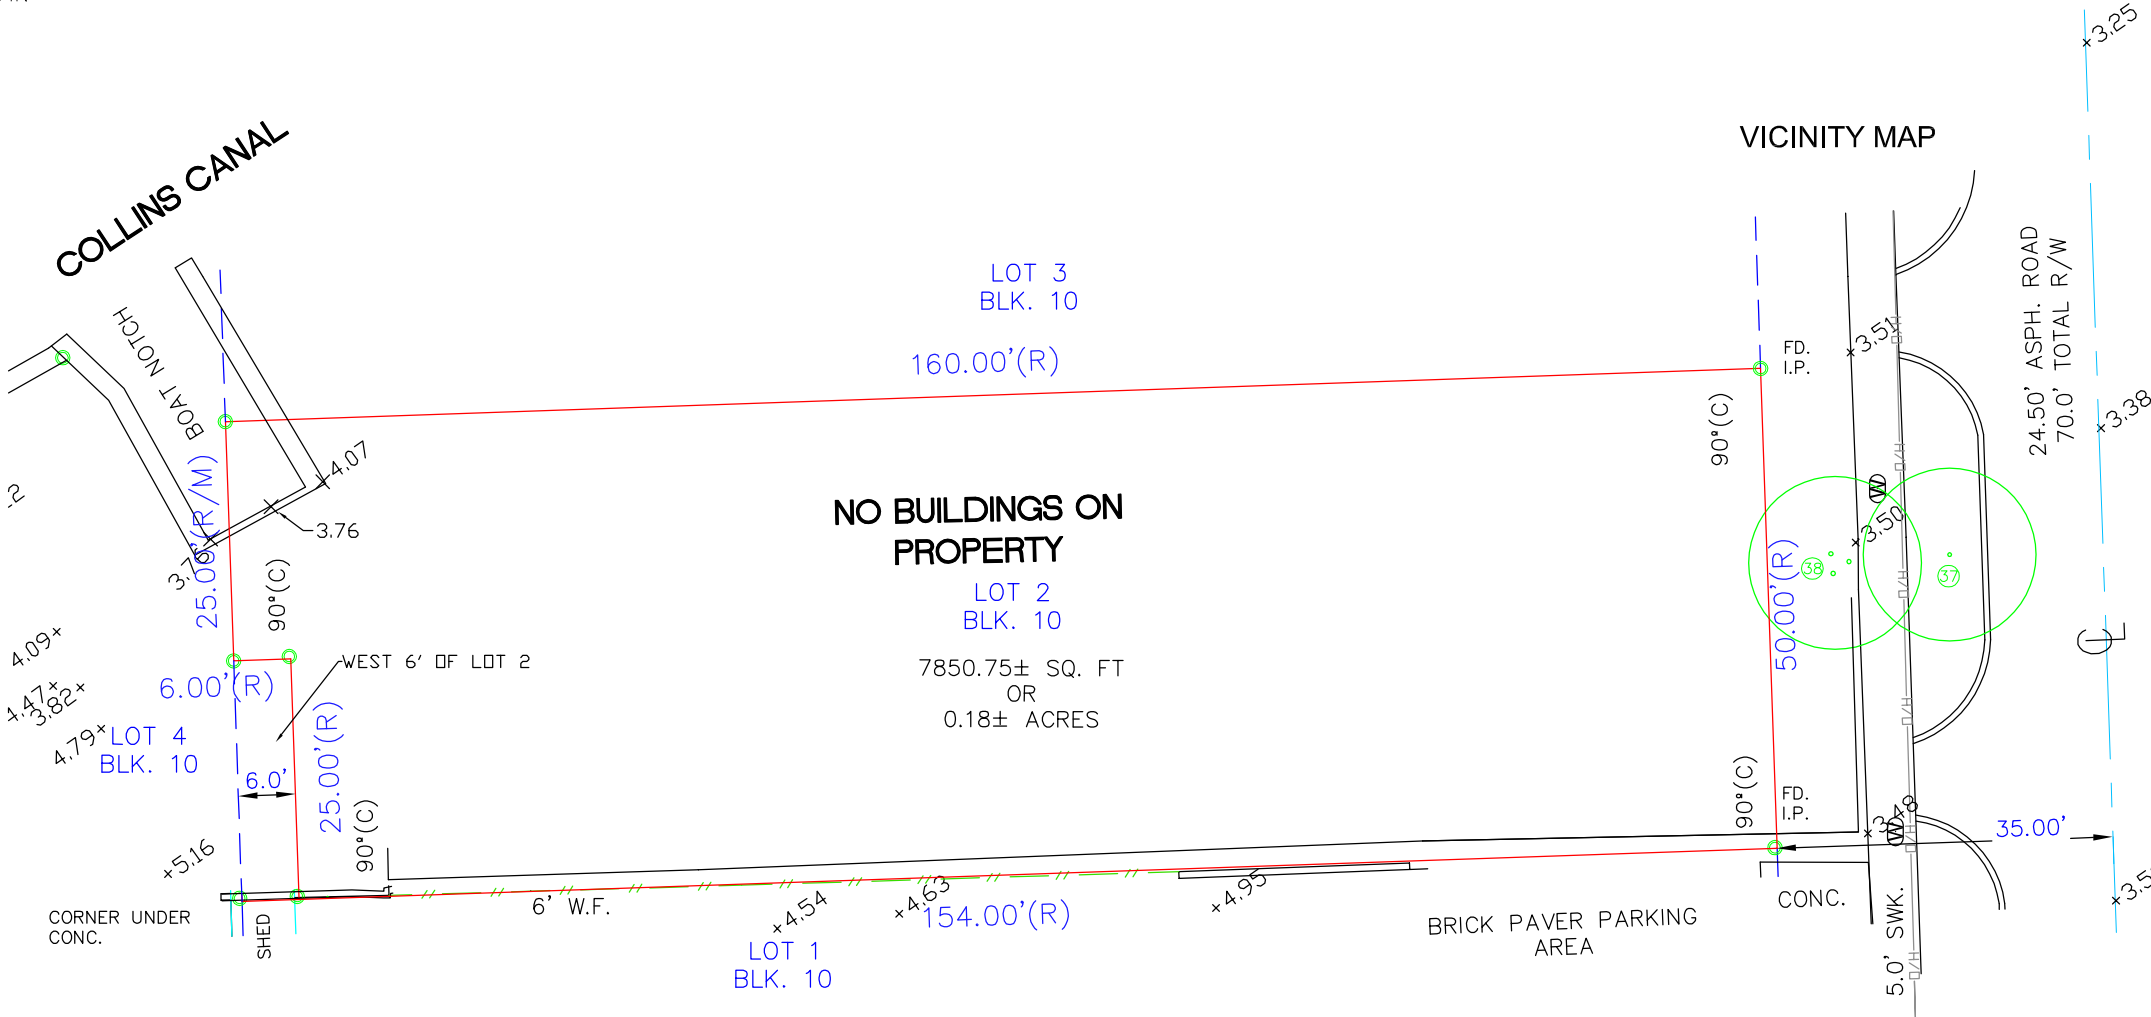 3.25
COLLINS CANAL
VICINITY MAP
LOT 3
BLK. 10
24.50' ASPH. ROAD
70.0' TOTAL R/W
BOAT NOTCH
160.00'(R)
FD.
I.P.
3.51
3.38
90°(C)
4.07
25.00'(R/M)
3.76
NO BUILDINGS ON
PROPERTY
3.50
38
37
50.00'(R)
90°(C)
LOT 2
BLK. 10
4.09
WEST 6' OF LOT 2
7850.75± SQ. FT
OR
0.18± ACRES
6.00'(R)
4.47
3.82
4.79
LOT 4
BLK. 10
6.0'
25.00'(R)
90°(C)
90°(C)
FD.
I.P.
3.48
W
W
O/H
O/H
O/H
O/H
O/H
O/H
35.00'
5.16
CORNER UNDER
CONC.
SHED
6' W.F.
4.54
4.63
154.00'(R)
4.95
BRICK PAVER PARKING
AREA
CONC.
5.0' SWK.
LOT 1
BLK. 10